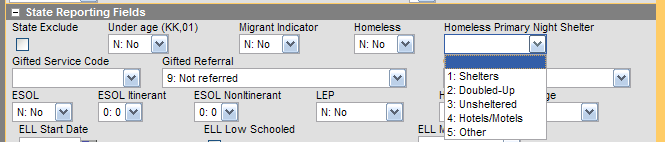 State Reporting Fields
State Exclude Under age (KK,01) Migrant Indicator Homeless Homeless Primary Night Shelter
N: No N: No N: No
Gifted Service Code Gifted Referral
9: Not referred
1: Shelters
2: Doubled-Up
3: Unsheltered
4: Hotels/Motels
5: Other
ESOL ESOL Itinerant ESOL NonItinerant LEP
N: No 0: 0 0: 0 N: No
ELL Start Date ELL Low Schooled ELL M